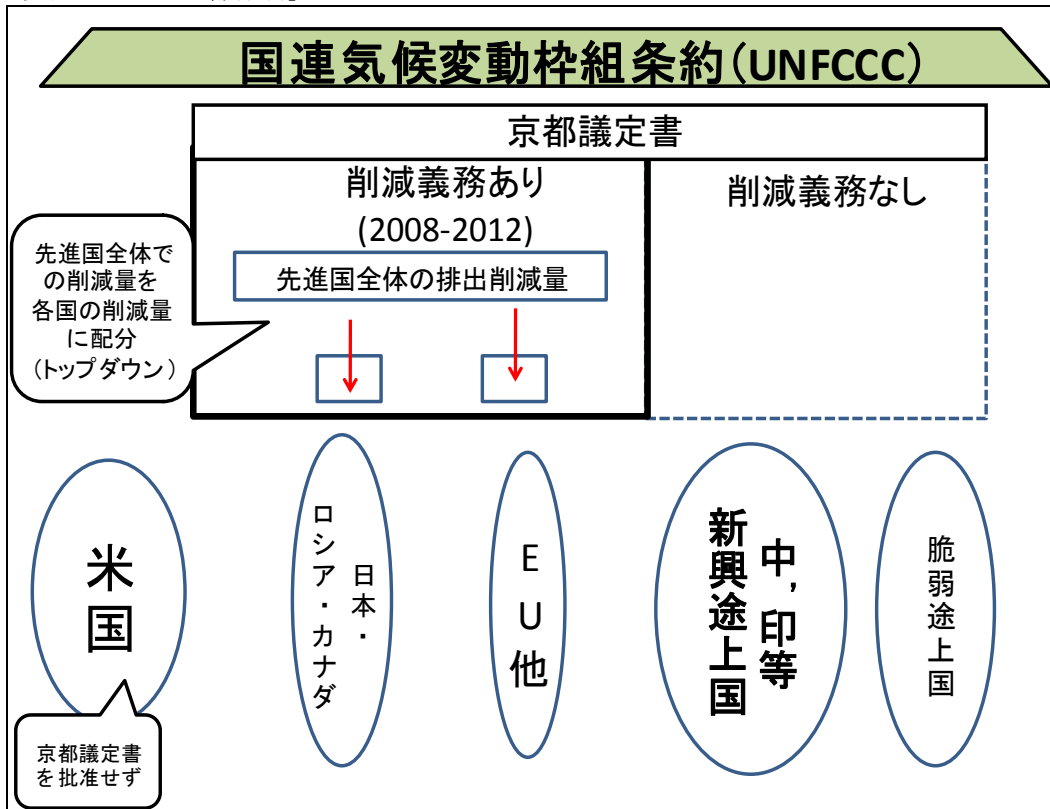 国連気候変動枠組条約(UNFCCC)
京都議定書
削減義務あり
(2008-2012)
削減義務なし
先進国全体で
の削減量を
各国の削減量
に配分
(トップダウン)
先進国全体の排出削減量
米国
日本・
ロシア・カナダ
EU他
中,印等
新興途上国
脆弱途上国
京都議定書
を批准せず